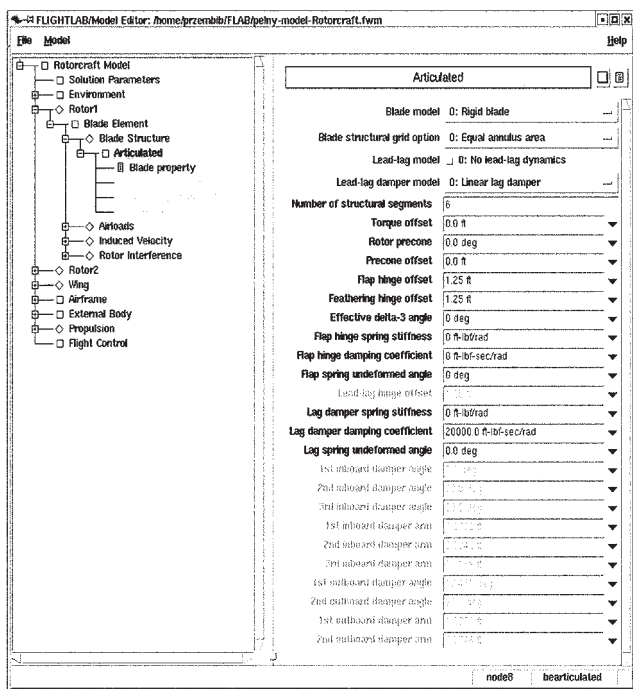 FLIGHTLAB/Model Editor: /home/przembib/FLAB/pelny-model-Rotorcraft.fwm
File Model Help
Rotorcraft Model
Solution Parameters
Environment
Rotor1
Blade Element
Blade Structure
Articulated
Blade property
Airloads
Induced Velocity
Rotor Interference
Rotor2
Wing
Airframe
External Body
Propulsion
Flight Control
Articulated
Blade model 0: Rigid blade
Blade structural grid option 0: Equal annulus area
Lead-lag model 0: No lead-lag dynamics
Lead-lag damper model 0: Linear lag damper
Number of structural segments 6
Torque offset 0.0 ft
Rotor precone 0.0 deg
Precone offset 0.0 ft
Flap hinge offset 1.25 ft
Feathering hinge offset 1.25 ft
Effective delta-3 angle 0 deg
Flap hinge spring stiffness 0 ft-lbf/rad
Flap hinge damping coefficient 0 ft-lbf-sec/rad
Flap spring undeformed angle 0 deg
Lead-lag hinge offset
Lag damper spring stiffness 0 ft-lbf/rad
Lag damper damping coefficient 20000.0 ft-lbf-sec/rad
Lag spring undeformed angle 0.0 deg
1st inboard damper angle
2nd inboard damper angle
3rd inboard damper angle
1st inboard damper arm
2nd inboard damper arm
3rd inboard damper arm
1st outboard damper angle
2nd outboard damper angle
1st outboard damper arm
2nd outboard damper arm
node8 bearticulated